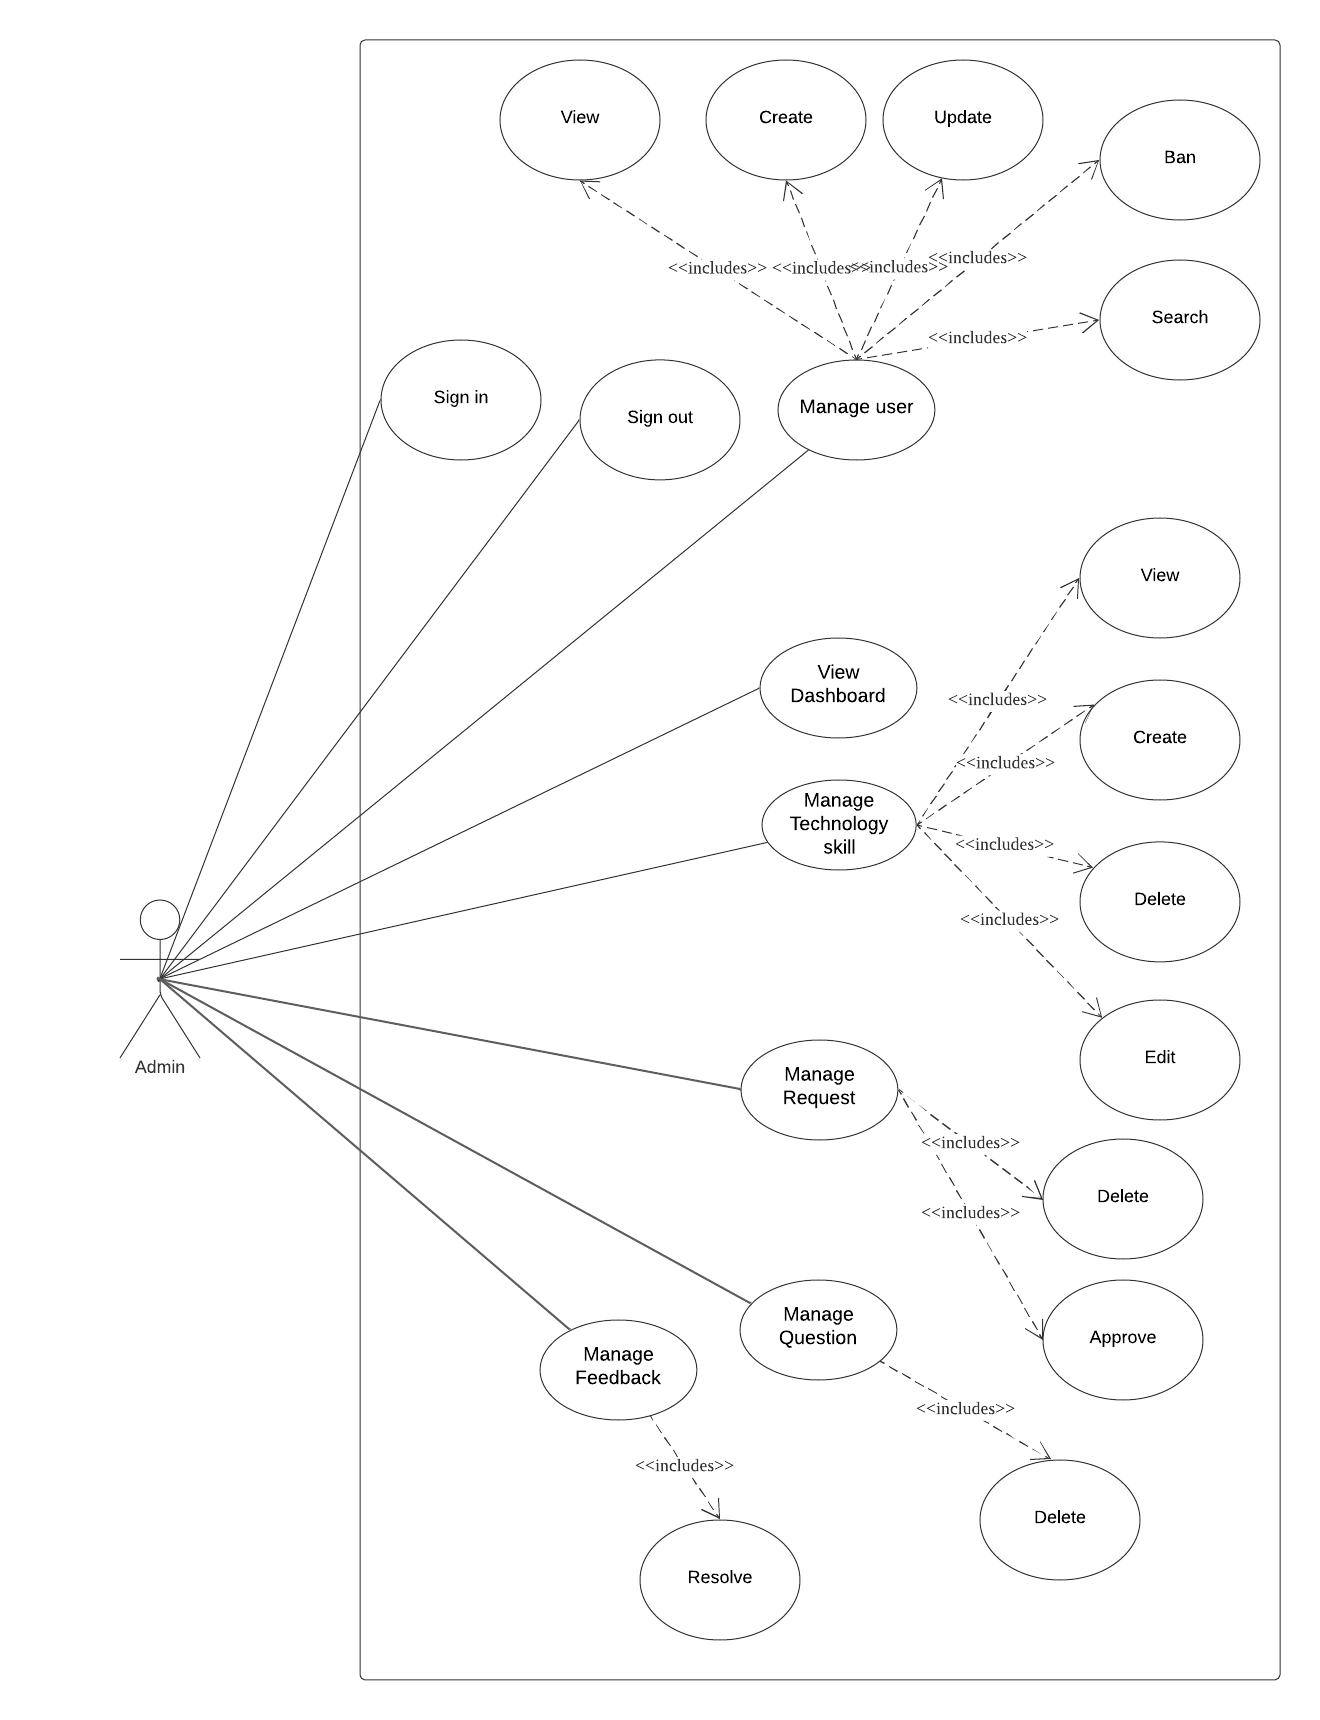 View
Create
Update
Ban
<<includes>>
<<includes>>
<<includes>>
<<includes>>
Search
<<includes>>
Sign in
Sign out
Manage user
View
View
Dashboard
<<includes>>
Create
<<includes>>
Manage
Technology
skill
<<includes>>
Delete
<<includes>>
Edit
Admin
Manage
Request
<<includes>>
Delete
<<includes>>
Manage
Question
Approve
Manage
Feedback
<<includes>>
<<includes>>
Delete
Resolve